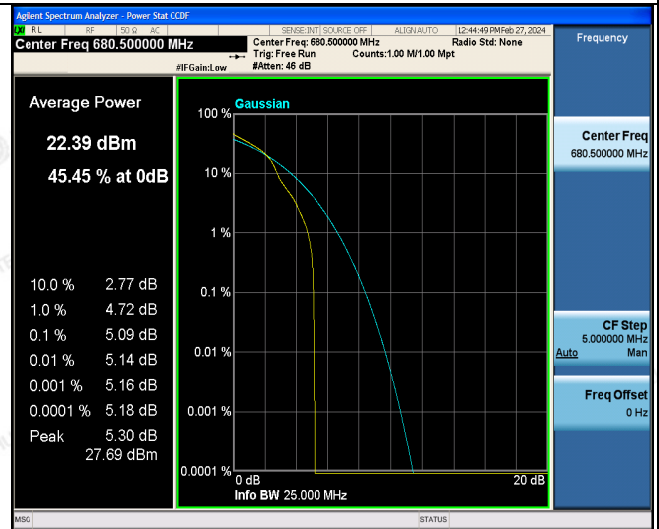 Agilent Spectrum Analyzer - Power Stat CCDF
LXI RL RF 50 Ω AC SENSE:INT SOURCE OFF ALIGN AUTO 12:44:49 PM Feb 27, 2024
Center Freq 680.500000 MHz
Center Freq: 680.500000 MHz Radio Std: None
Trig: Free Run Counts:1.00 M/1.00 Mpt
#IFGain:Low #Atten: 46 dB
Frequency
Average Power
22.39 dBm
45.45 % at 0dB
10.0 % 2.77 dB
1.0 % 4.72 dB
0.1 % 5.09 dB
0.01 % 5.14 dB
0.001 % 5.16 dB
0.0001 % 5.18 dB
Peak 5.30 dB
27.69 dBm
Gaussian
100 %
10 %
1 %
0.1 %
0.01 %
0.001 %
0.0001 %
0 dB 20 dB
Info BW 25.000 MHz
Center Freq
680.500000 MHz
CF Step
5.000000 MHz
Auto Man
Freq Offset
0 Hz
MSG STATUS